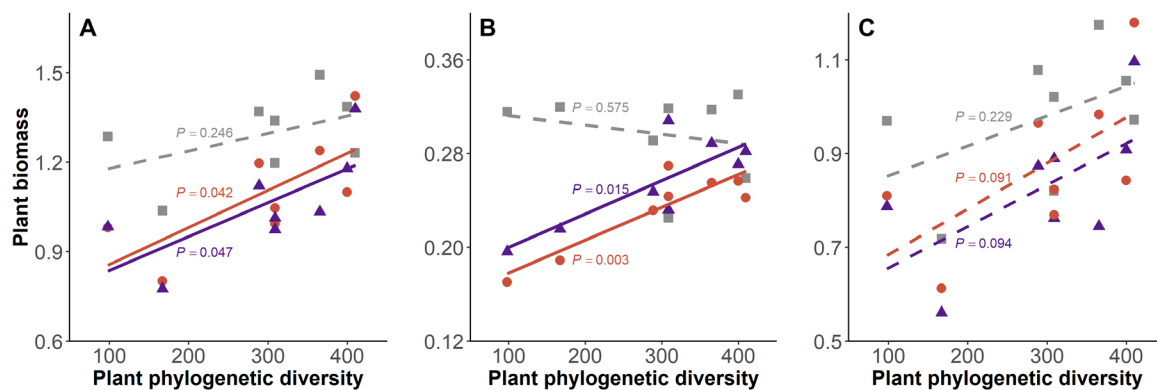 A
B
C
Plant biomass
1.5
1.2
0.9
0.6
P = 0.246
P = 0.042
P = 0.047
100 200 300 400
Plant phylogenetic diversity
0.36
0.28
0.20
0.12
P = 0.575
P = 0.015
P = 0.003
100 200 300 400
Plant phylogenetic diversity
1.1
0.9
0.7
0.5
P = 0.229
P = 0.091
P = 0.094
100 200 300 400
Plant phylogenetic diversity